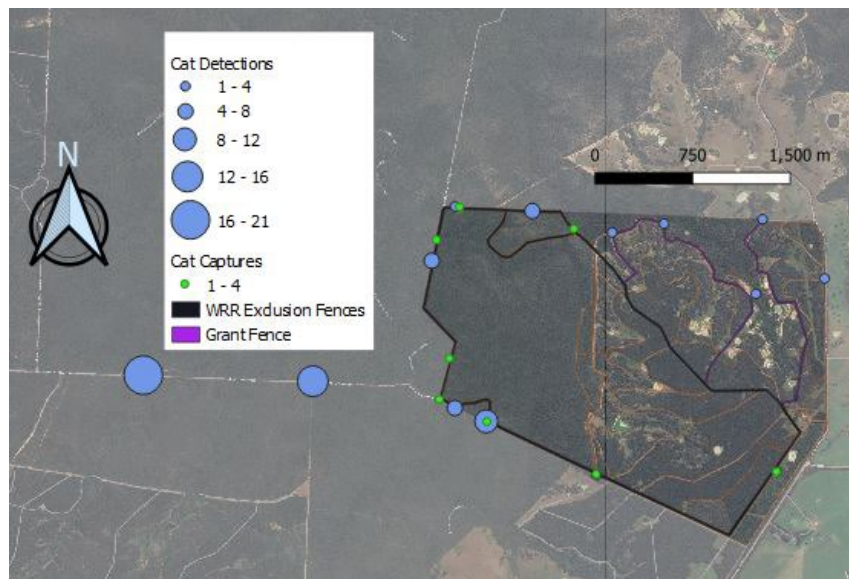 Cat Detections
1 - 4
4 - 8
8 - 12
12 - 16
16 - 21
Cat Captures
1 - 4
WRR Exclusion Fences
Grant Fence
N
0 750 1,500 m